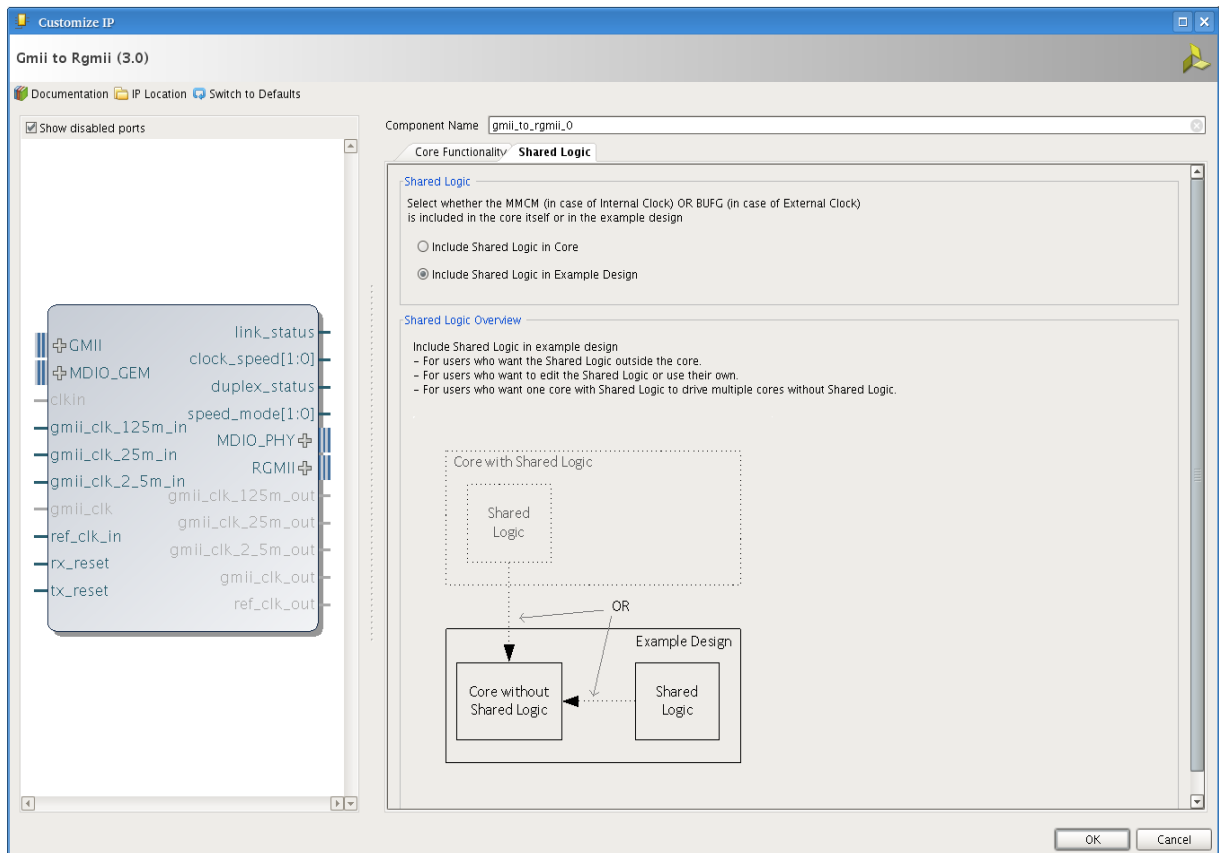 Customize IP
Gmii to Rgmii (3.0)
Documentation IP Location Switch to Defaults
Show disabled ports
GMII
MDIO_GEM
clkin
gmii_clk_125m_in
gmii_clk_25m_in
gmii_clk_2_5m_in
gmii_clk
ref_clk_in
rx_reset
tx_reset
link_status
clock_speed[1:0]
duplex_status
speed_mode[1:0]
MDIO_PHY
RGMII
gmii_clk_125m_out
gmii_clk_25m_out
gmii_clk_2_5m_out
gmii_clk_out
ref_clk_out
Component Name gmii_to_rgmii_0
Core Functionality Shared Logic
Shared Logic
Select whether the MMCM (in case of Internal Clock) OR BUFG (in case of External Clock)
is included in the core itself or in the example design
Include Shared Logic in Core
Include Shared Logic in Example Design
Shared Logic Overview
Include Shared Logic in example design
- For users who want the Shared Logic outside the core.
- For users who want to edit the Shared Logic or use their own.
- For users who want one core with Shared Logic to drive multiple cores without Shared Logic.
Core with Shared Logic
Shared
Logic
OR
Example Design
Core without
Shared Logic
Shared
Logic
OK Cancel